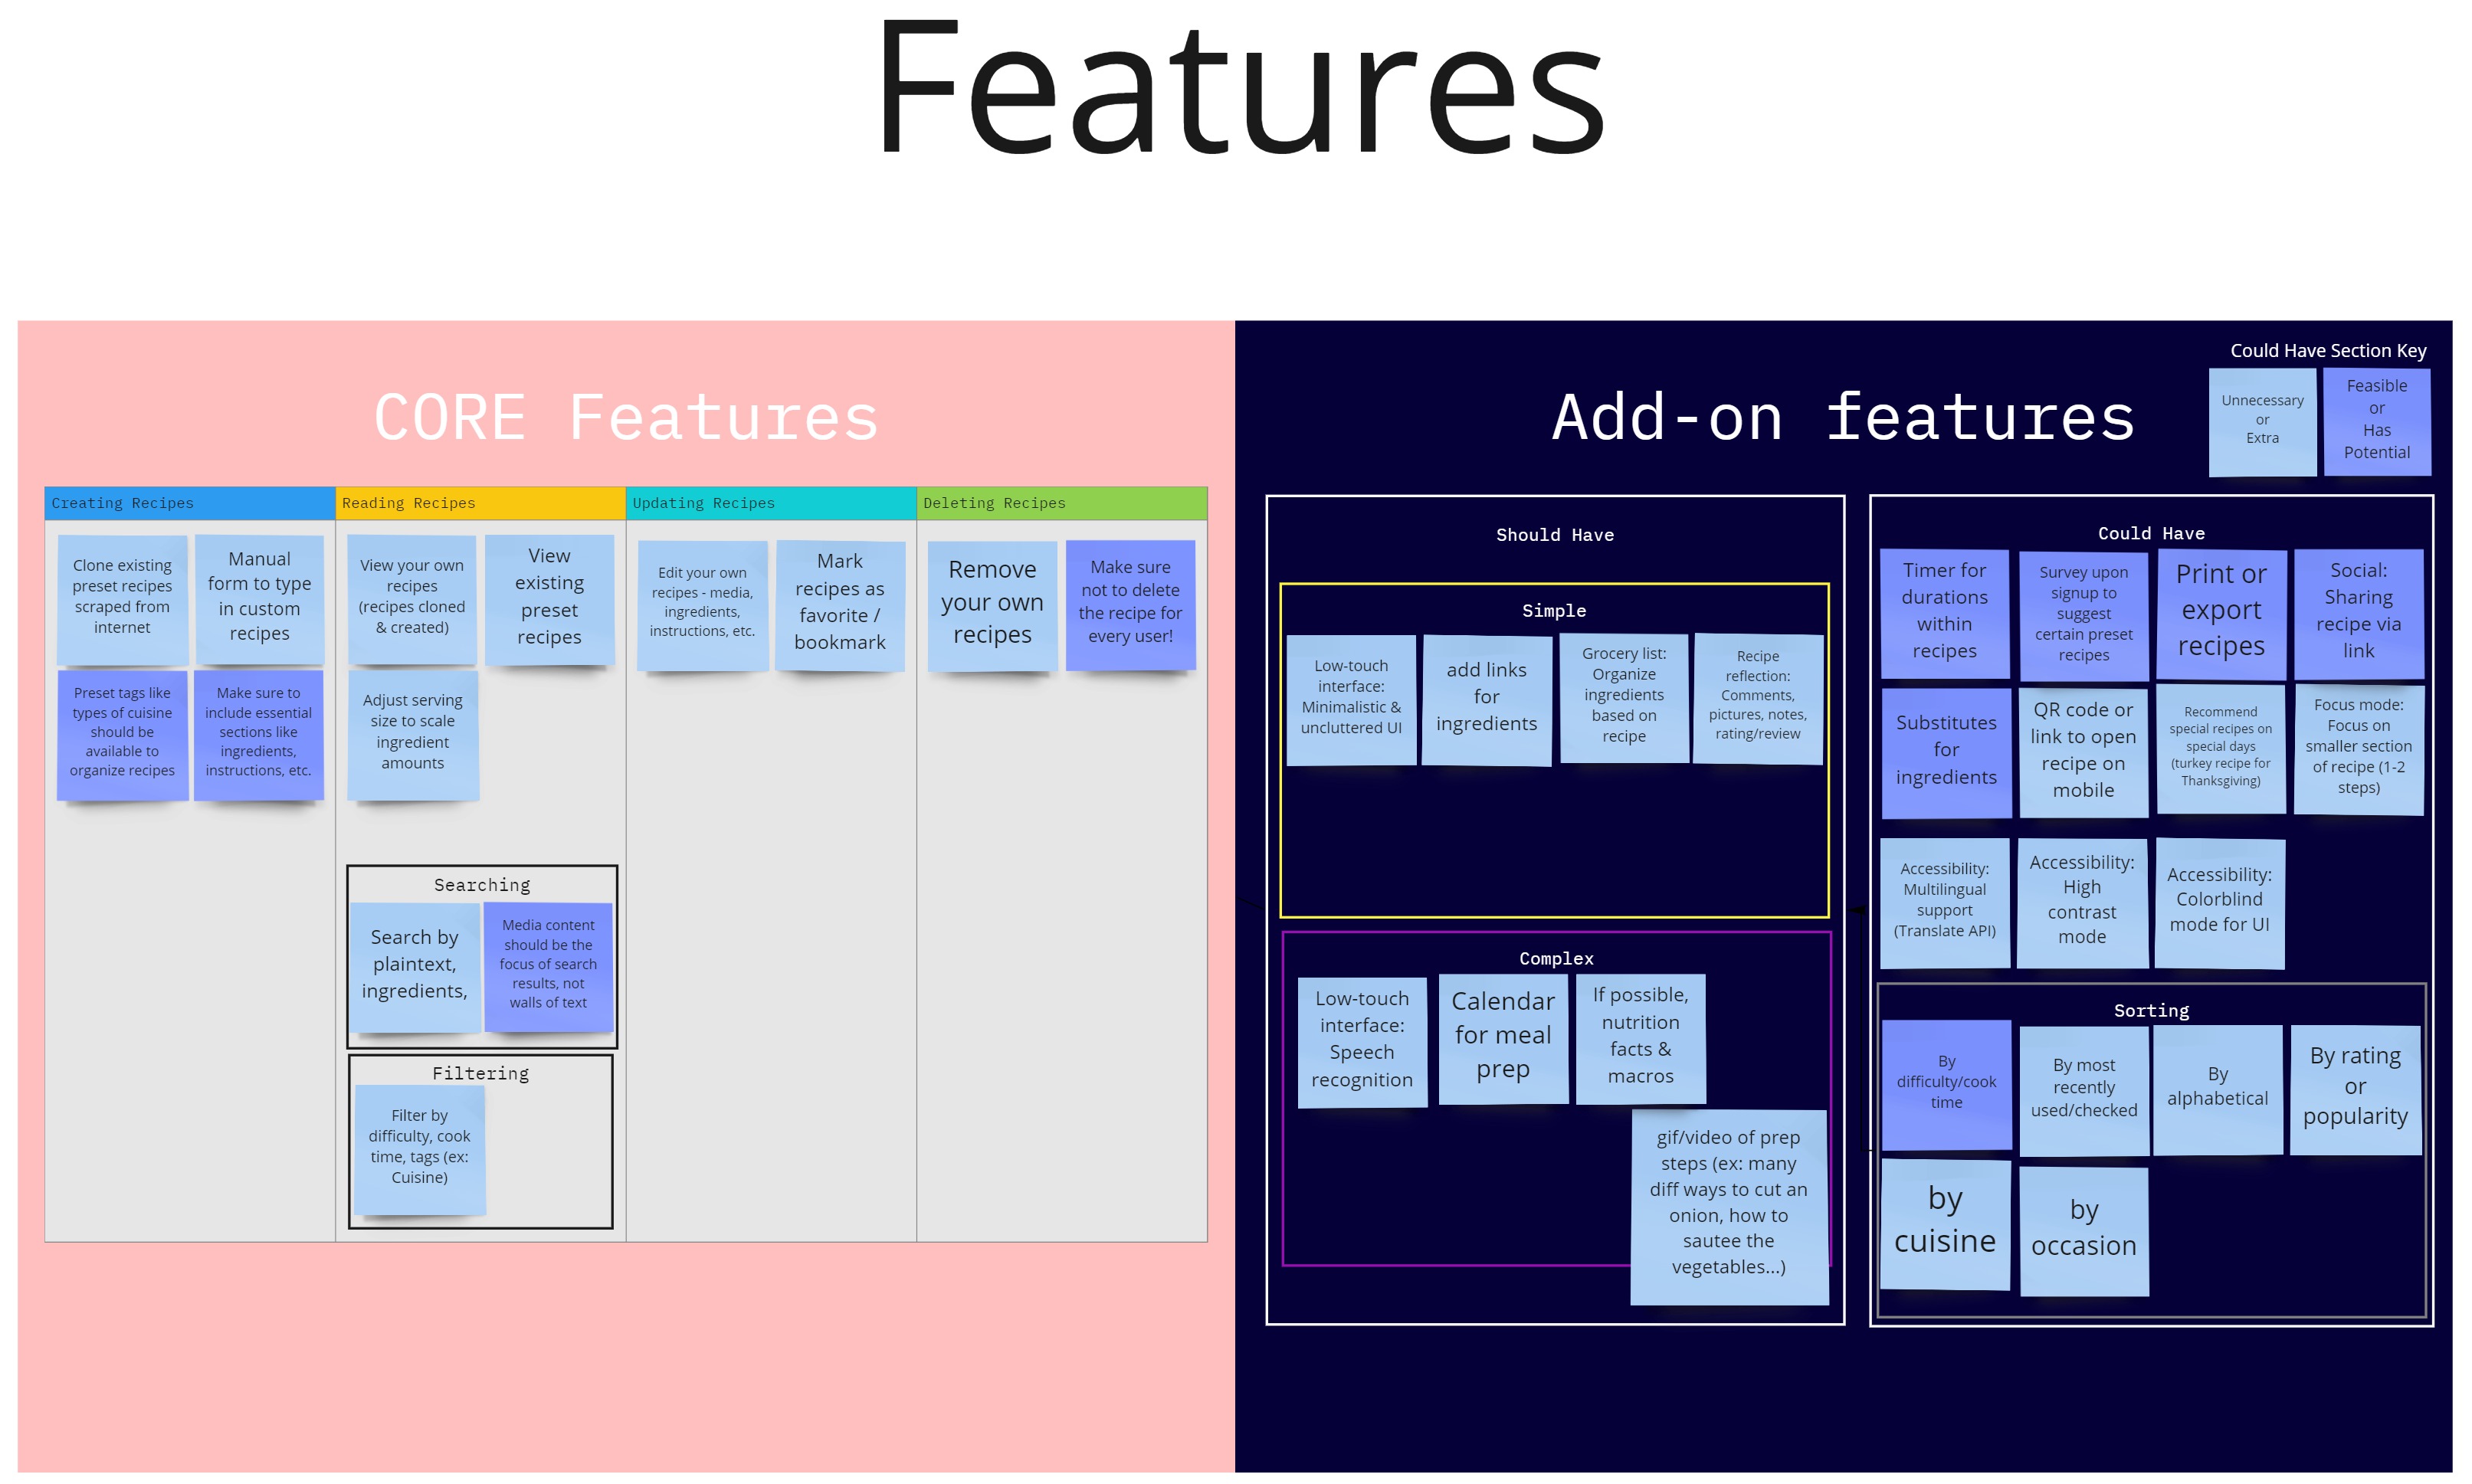 Features
CORE Features
Creating Recipes
Clone existing
preset recipes
scraped from
internet
Manual
form to type
in custom
recipes
Preset tags like
types of cuisine
should be
available to
organize recipes
Make sure to
include essential
sections like
ingredients,
instructions, etc.
Reading Recipes
View your own
recipes
(recipes cloned
& created)
View
existing
preset
recipes
Adjust serving
size to scale
ingredient
amounts
Searching
Search by
plaintext,
ingredients,
Media content
should be the
focus of search
results, not
walls of text
Filtering
Filter by
difficulty, cook
time, tags (ex:
Cuisine)
Updating Recipes
Edit your own
recipes - media,
ingredients,
instructions, etc.
Mark
recipes as
favorite /
bookmark
Deleting Recipes
Remove
your own
recipes
Make sure
not to delete
the recipe for
every user!
Add-on features
Could Have Section Key
Unnecessary
or
Extra
Feasible
or
Has
Potential
Should Have
Simple
Low-touch
interface:
Minimalistic &
uncluttered UI
add links
for
ingredients
Grocery list:
Organize
ingredients
based on
recipe
Recipe
reflection:
Comments,
pictures, notes,
rating/review
Complex
Low-touch
interface:
Speech
recognition
Calendar
for meal
prep
If possible,
nutrition
facts &
macros
gif/video of prep
steps (ex: many
diff ways to cut an
onion, how to
sautee the
vegetables...)
Could Have
Timer for
durations
within
recipes
Survey upon
signup to
suggest
certain preset
recipes
Print or
export
recipes
Social:
Sharing
recipe via
link
Substitutes
for
ingredients
QR code or
link to open
recipe on
mobile
Recommend
special recipes on
special days
(turkey recipe for
Thanksgiving)
Focus mode:
Focus on
smaller section
of recipe (1-2
steps)
Accessibility:
Multilingual
support
(Translate API)
Accessibility:
High
contrast
mode
Accessibility:
Colorblind
mode for UI
Sorting
By
difficulty/cook
time
By most
recently
used/checked
By
alphabetical
By rating
or
popularity
by
cuisine
by
occasion